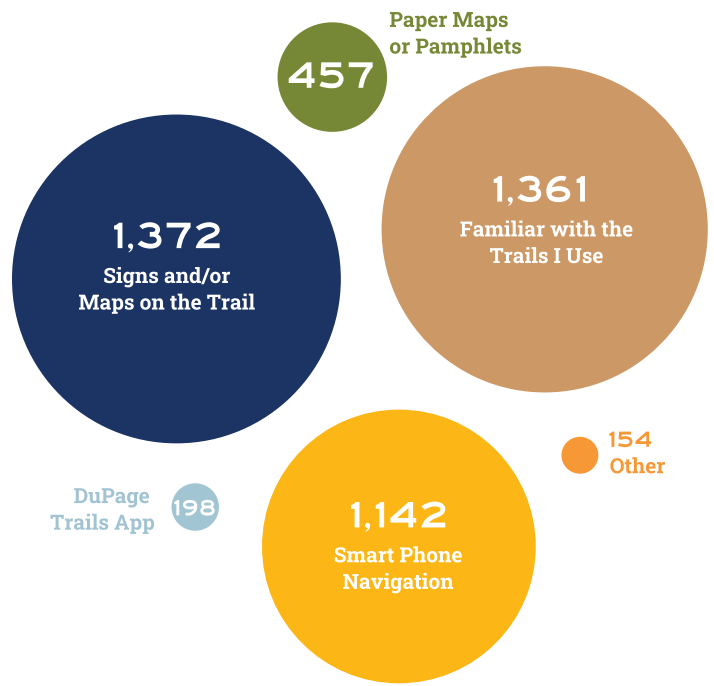 Paper Maps
or Pamphlets
457
1,361
Familiar with the
Trails I Use
1,372
Signs and/or
Maps on the Trail
154
Other
DuPage
Trails App
198
1,142
Smart Phone
Navigation